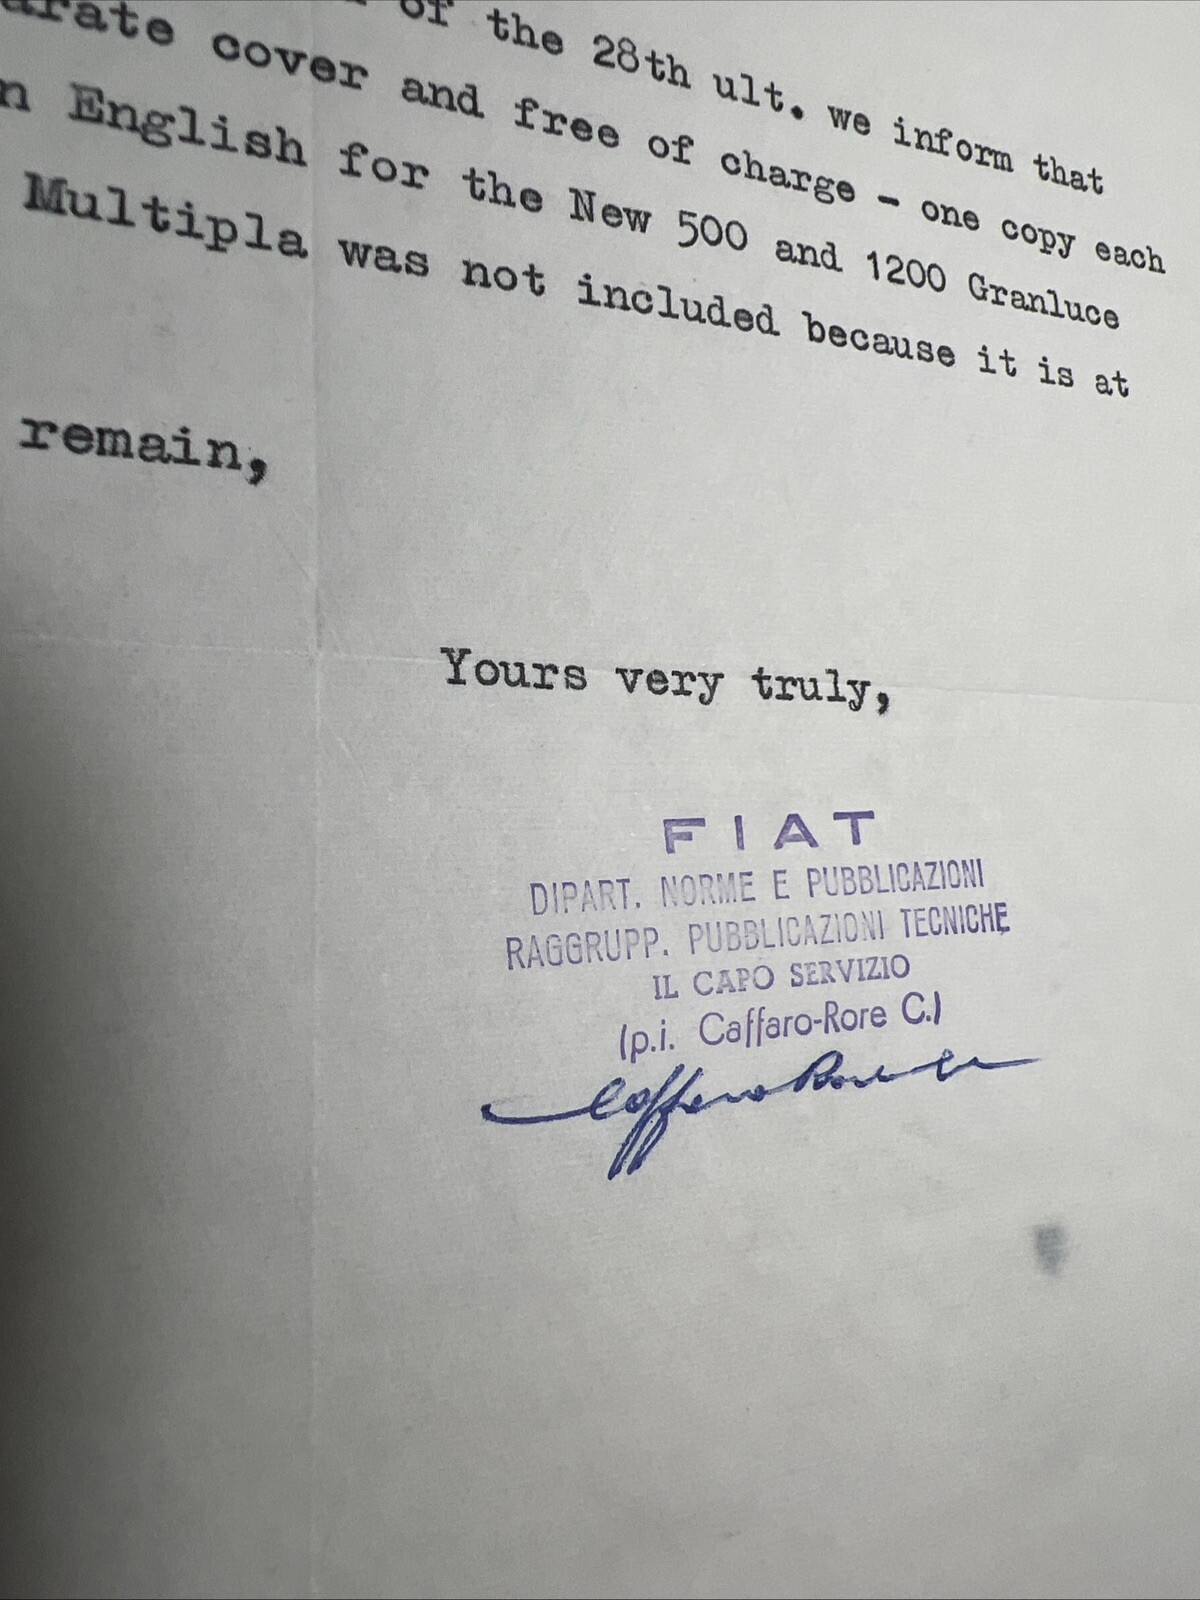 of the 28th ult. we inform that
cover and free of charge - one copy each
English for the New 500 and 1200 Granluce
Multipla was not included because it is at
remain,
Yours very truly,
FIAT
DIPART. NORME E PUBBLICAZIONI
RAGGRUPP. PUBBLICAZIONI TECNICHE
IL CAPO SERVIZIO
(p.i. Caffaro-Rore C.)
Caffaro Rore